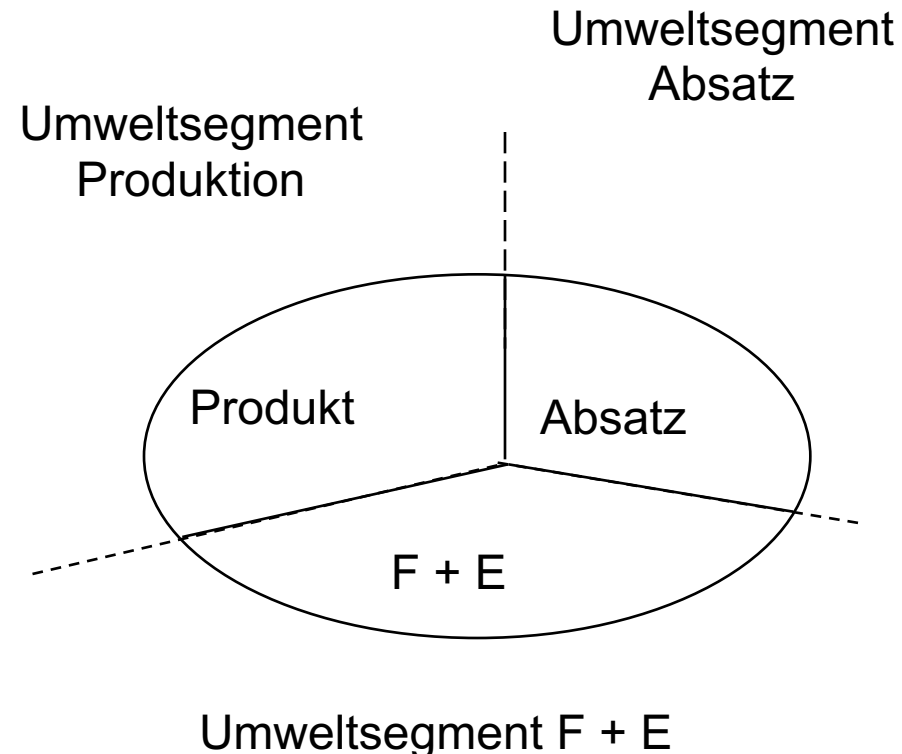 Umweltsegment
Absatz
Umweltsegment
Produktion
Produkt
Absatz
F + E
Umweltsegment F + E